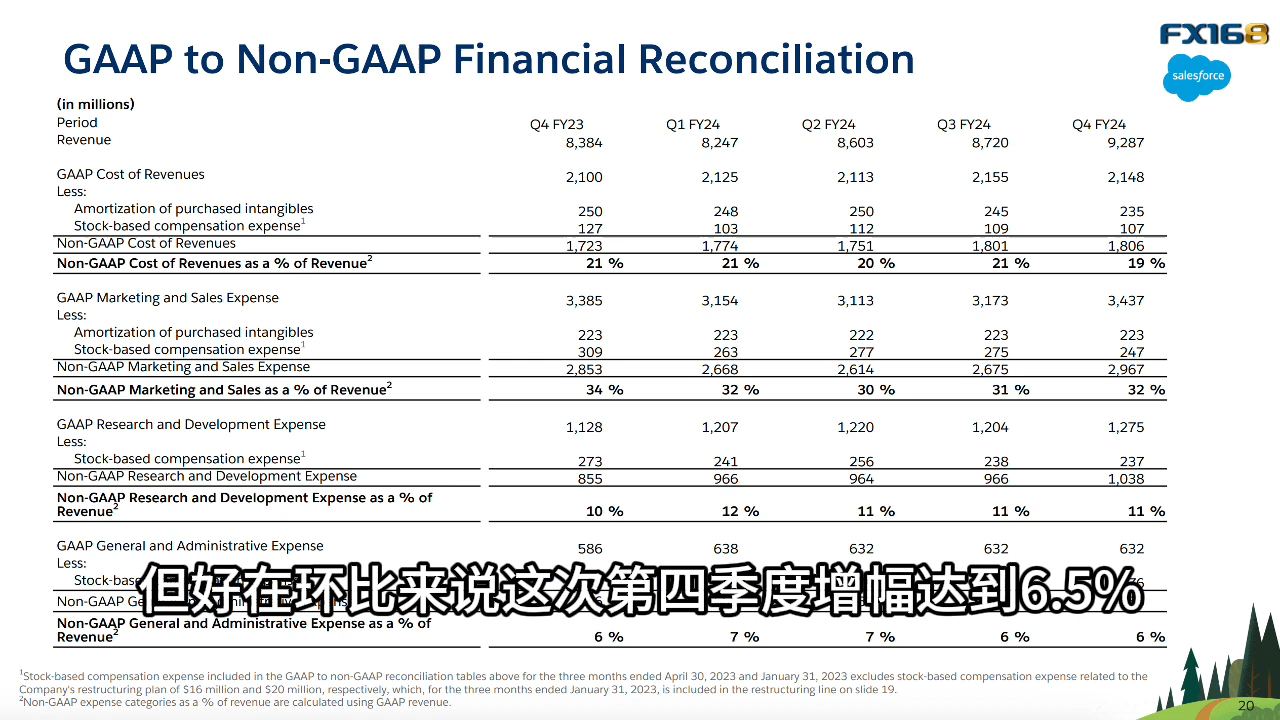 FX168
GAAP to Non-GAAP Financial Reconciliation
salesforce
(in millions)
Period Q4 FY23 Q1 FY24 Q2 FY24 Q3 FY24 Q4 FY24
Revenue 8,384 8,247 8,603 8,720 9,287
GAAP Cost of Revenues 2,100 2,125 2,113 2,155 2,148
Less:
Amortization of purchased intangibles 250 248 250 245 235
Stock-based compensation expense1 127 103 112 109 107
Non-GAAP Cost of Revenues 1,723 1,774 1,751 1,801 1,806
Non-GAAP Cost of Revenues as a % of Revenue2 21 % 21 % 20 % 21 % 19 %
GAAP Marketing and Sales Expense 3,385 3,154 3,113 3,173 3,437
Less:
Amortization of purchased intangibles 223 223 222 223 223
Stock-based compensation expense1 309 263 277 275 247
Non-GAAP Marketing and Sales Expense 2,853 2,668 2,614 2,675 2,967
Non-GAAP Marketing and Sales as a % of Revenue2 34 % 32 % 30 % 31 % 32 %
GAAP Research and Development Expense 1,128 1,207 1,220 1,204 1,275
Less:
Stock-based compensation expense1 273 241 256 238 237
Non-GAAP Research and Development Expense 855 966 964 966 1,038
Non-GAAP Research and Development Expense as a % of
Revenue2 10 % 12 % 11 % 11 % 11 %
GAAP General and Administrative Expense 586 638 632 632 632
Less:
但好在环比来说这次第四季度增幅达到6.5%
Non-GAAP General and Administrative Expense as a % of
Revenue2 6 % 7 % 7 % 6 % 6 %
1Stock-based compensation expense included in the GAAP to non-GAAP reconciliation tables above for the three months ended April 30, 2023 and January 31, 2023 excludes stock-based compensation expense related to the
Company's restructuring plan of $16 million and $20 million, respectively, which, for the three months ended January 31, 2023, is included in the restructuring line on slide 19.
2Non-GAAP expense categories as a % of revenue are calculated using GAAP revenue.
20